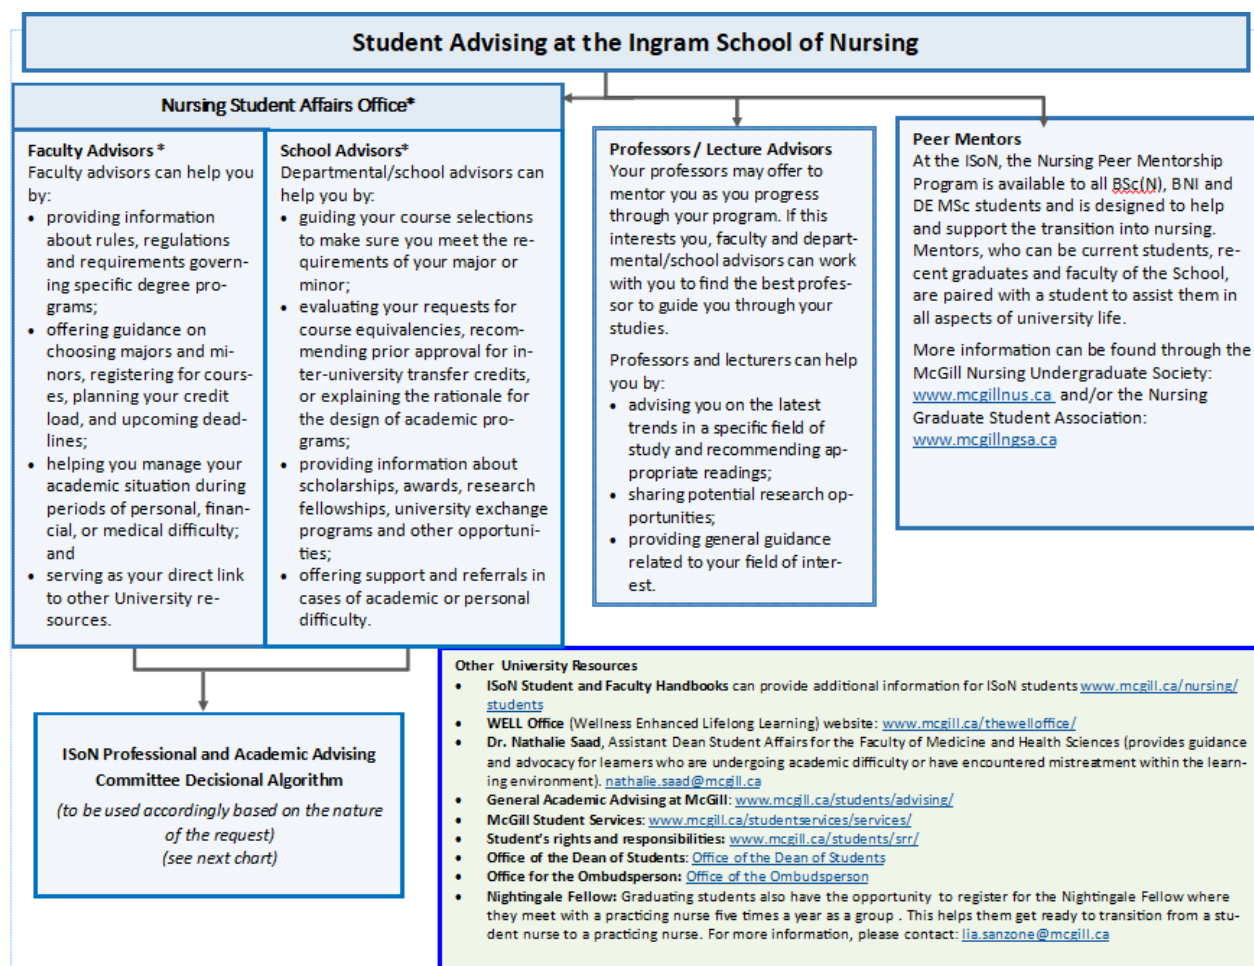 Student Advising at the Ingram School of Nursing
Nursing Student Affairs Office*
Faculty Advisors *
Faculty advisors can help you
by:
• providing information
about rules, regulations
and requirements govern-
ing specific degree pro-
grams;
• offering guidance on
choosing majors and mi-
nors, registering for cours-
es, planning your credit
load, and upcoming dead-
lines;
• helping you manage your
academic situation during
periods of personal, finan-
cial, or medical difficulty;
and
• serving as your direct link
to other University re-
sources.
School Advisors*
Departmental/school advisors can
help you by:
• guiding your course selections
to make sure you meet the re-
quirements of your major or
minor;
• evaluating your requests for
course equivalencies, recom-
mending prior approval for in-
ter-university transfer credits,
or explaining the rationale for
the design of academic pro-
grams;
• providing information about
scholarships, awards, research
fellowships, university exchange
programs and other opportuni-
ties;
• offering support and referrals in
cases of academic or personal
difficulty.
Professors / Lecture Advisors
Your professors may offer to
mentor you as you progress
through your program. If this
interests you, faculty and depart-
mental/school advisors can work
with you to find the best profes-
sor to guide you through your
studies.
Professors and lecturers can help
you by:
• advising you on the latest
trends in a specific field of
study and recommending ap-
propriate readings;
• sharing potential research op-
portunities;
• providing general guidance
related to your field of inter-
est.
Peer Mentors
At the ISoN, the Nursing Peer Mentorship
Program is available to all BSc(N), BNI and
DE MSc students and is designed to help
and support the transition into nursing.
Mentors, who can be current students, re-
cent graduates and faculty of the School,
are paired with a student to assist them in
all aspects of university life.
More information can be found through the
McGill Nursing Undergraduate Society:
www.mcgillnus.ca and/or the Nursing
Graduate Student Association:
www.mcgillngsa.ca
ISoN Professional and Academic Advising
Committee Decisional Algorithm
(to be used accordingly based on the nature
of the request)
(see next chart)
Other University Resources
• ISoN Student and Faculty Handbooks can provide additional information for ISoN students www.mcgill.ca/nursing/
students
• WELL Office (Wellness Enhanced Lifelong Learning) website: www.mcgill.ca/thewelloffice/
• Dr. Nathalie Saad, Assistant Dean Student Affairs for the Faculty of Medicine and Health Sciences (provides guidance
and advocacy for learners who are undergoing academic difficulty or have encountered mistreatment within the learn-
ing environment). nathalie.saad@mcgill.ca
• General Academic Advising at McGill: www.mcgill.ca/students/advising/
• McGill Student Services: www.mcgill.ca/studentservices/services/
• Student's rights and responsibilities: www.mcgill.ca/students/srr/
• Office of the Dean of Students: Office of the Dean of Students
• Office for the Ombudsperson: Office of the Ombudsperson
• Nightingale Fellow: Graduating students also have the opportunity to register for the Nightingale Fellow where
they meet with a practicing nurse five times a year as a group . This helps them get ready to transition from a stu-
dent nurse to a practicing nurse. For more information, please contact: lia.sanzone@mcgill.ca